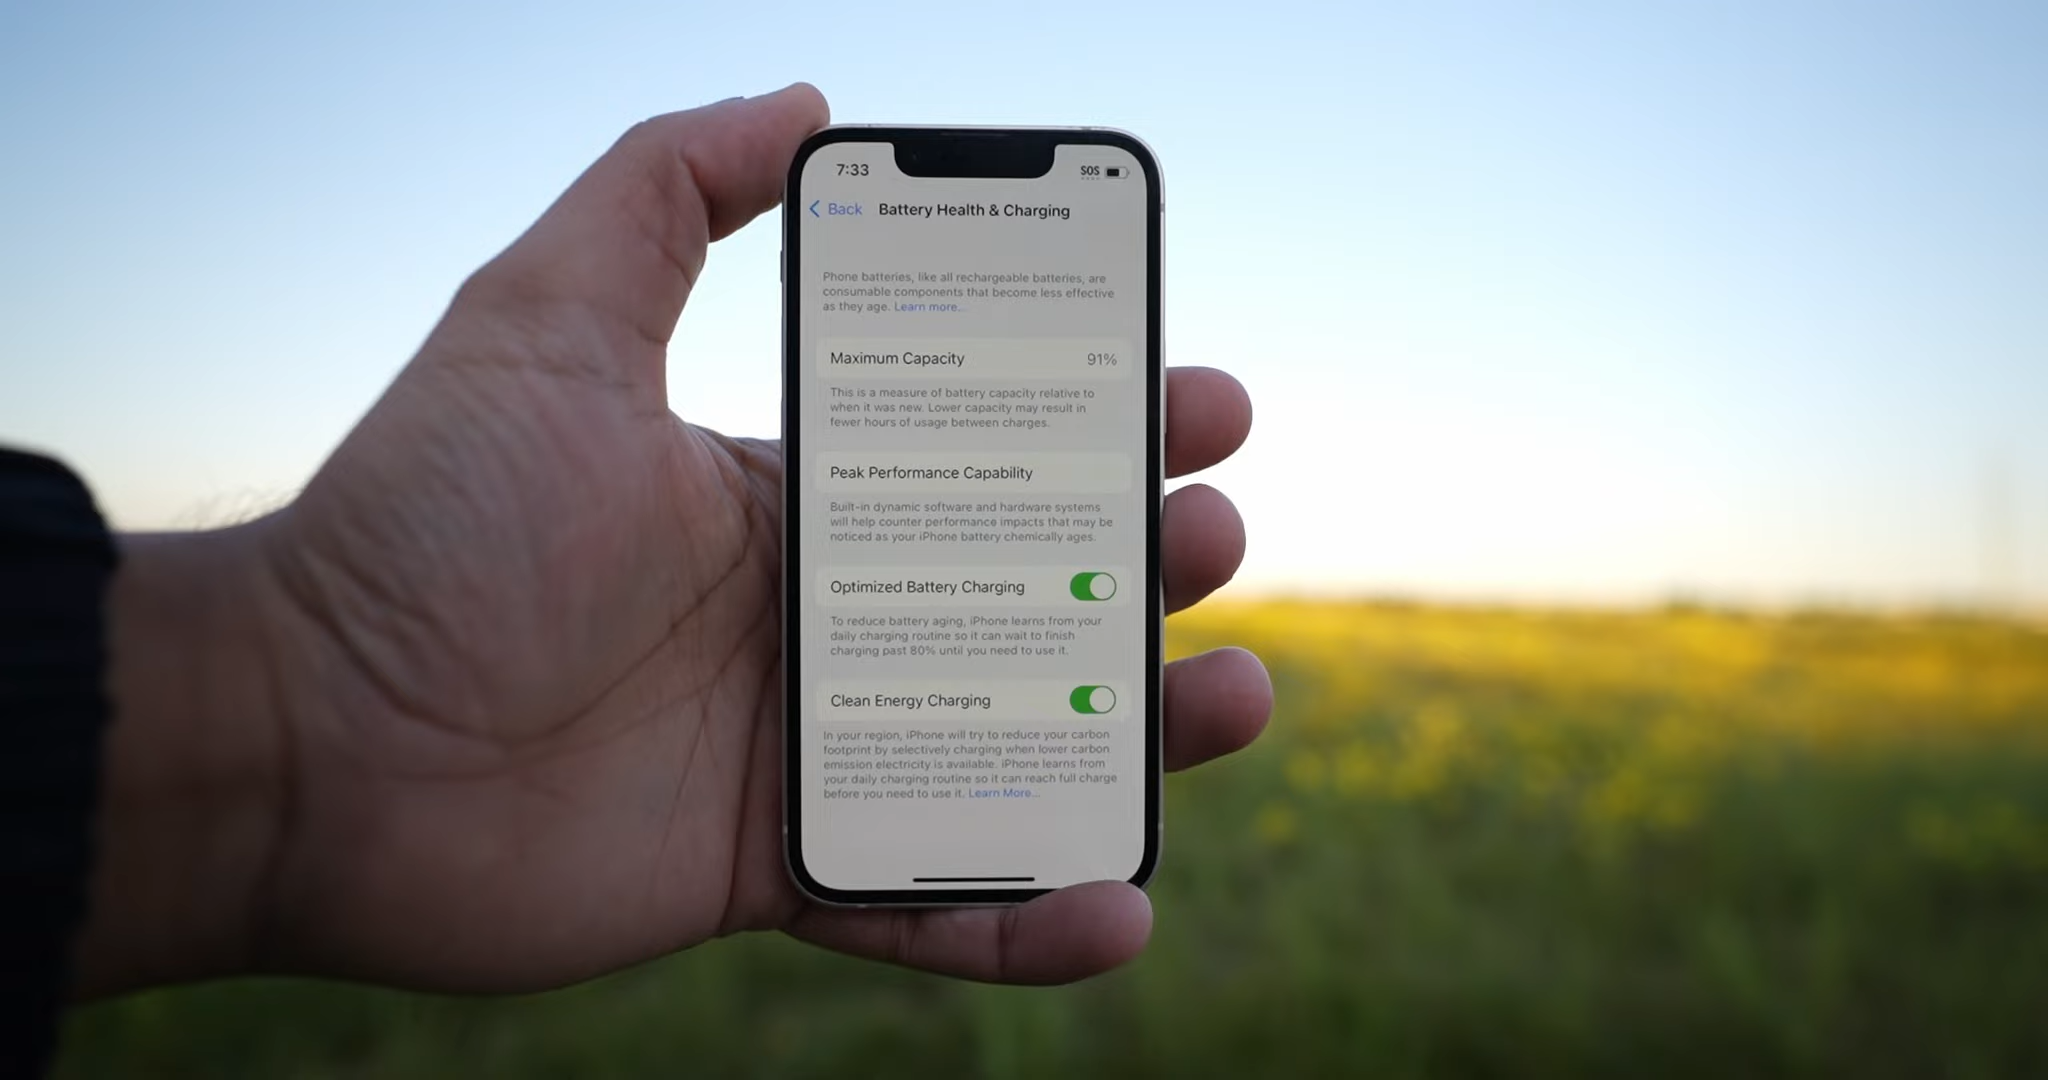 7:33 SOS
Back Battery Health & Charging
Phone batteries, like all rechargeable batteries, are
consumable components that become less effective
as they age. Learn more...
Maximum Capacity 91%
This is a measure of battery capacity relative to
when it was new. Lower capacity may result in
fewer hours of usage between charges.
Peak Performance Capability
Built-in dynamic software and hardware systems
will help counter performance impacts that may be
noticed as your iPhone battery chemically ages.
Optimized Battery Charging
To reduce battery aging, iPhone learns from your
daily charging routine so it can wait to finish
charging past 80% until you need to use it.
Clean Energy Charging
In your region, iPhone will try to reduce your carbon
footprint by selectively charging when lower carbon
emission electricity is available. iPhone learns from
your daily charging routine so it can reach full charge
before you need to use it. Learn More...